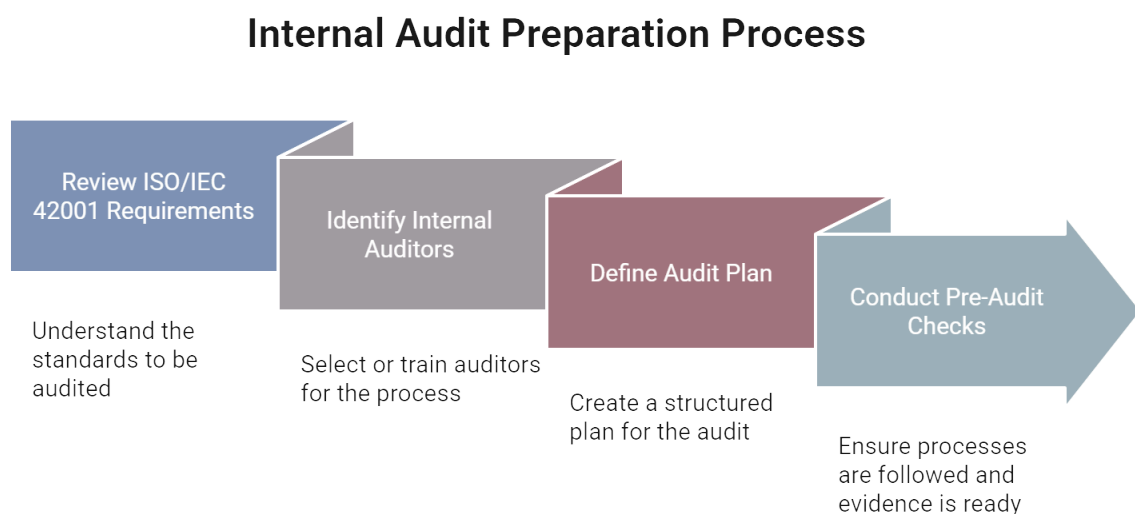 Internal Audit Preparation Process
Review ISO/IEC
42001 Requirements
Understand the
standards to be
audited
Identify Internal
Auditors
Select or train auditors
for the process
Define Audit Plan
Create a structured
plan for the audit
Conduct Pre-Audit
Checks
Ensure processes
are followed and
evidence is ready